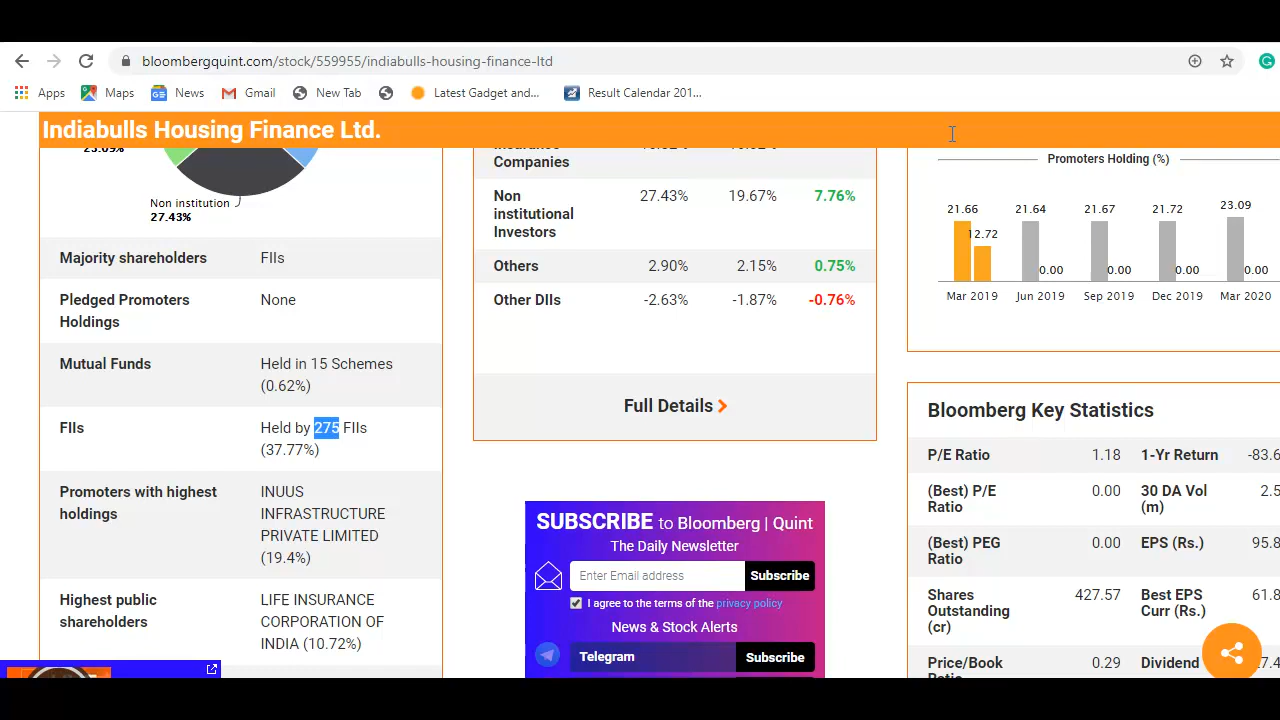 bloombergquint.com/stock/559955/indiabulls-housing-finance-ltd
Apps
Maps
News
Gmail
New Tab
Latest Gadget and...
Result Calendar 201...
Indiabulls Housing Finance Ltd.
23.09%
Non institution
27.43%
Majority shareholders FIIs
Pledged Promoters Holdings None
Mutual Funds Held in 15 Schemes
(0.62%)
FIIs Held by 275 FIIs
(37.77%)
Promoters with highest
holdings
INUUS
INFRASTRUCTURE
PRIVATE LIMITED
(19.4%)
Highest public
shareholders
LIFE INSURANCE
CORPORATION OF
INDIA (10.72%)
Companies
Non
institutional
Investors
27.43% 19.67% 7.76%
Others 2.90% 2.15% 0.75%
Other DIIs -2.63% -1.87% -0.76%
Full Details
SUBSCRIBE to Bloomberg | Quint
The Daily Newsletter
Enter Email address Subscribe
I agree to the terms of the privacy policy
News & Stock Alerts
Telegram Subscribe
Promoters Holding (%)
21.66 12.72 21.64 0.00 21.67 0.00 21.72 0.00 23.09 0.00
Mar 2019 Jun 2019 Sep 2019 Dec 2019 Mar 2020
Bloomberg Key Statistics
P/E Ratio 1.18 1-Yr Return -83.6
(Best) P/E
Ratio
0.00 30 DA Vol
(m)
2.5
(Best) PEG
Ratio
0.00 EPS (Rs.) 95.8
Shares
Outstanding
(cr)
427.57 Best EPS
Curr (Rs.)
61.8
Price/Book 0.29 Dividend